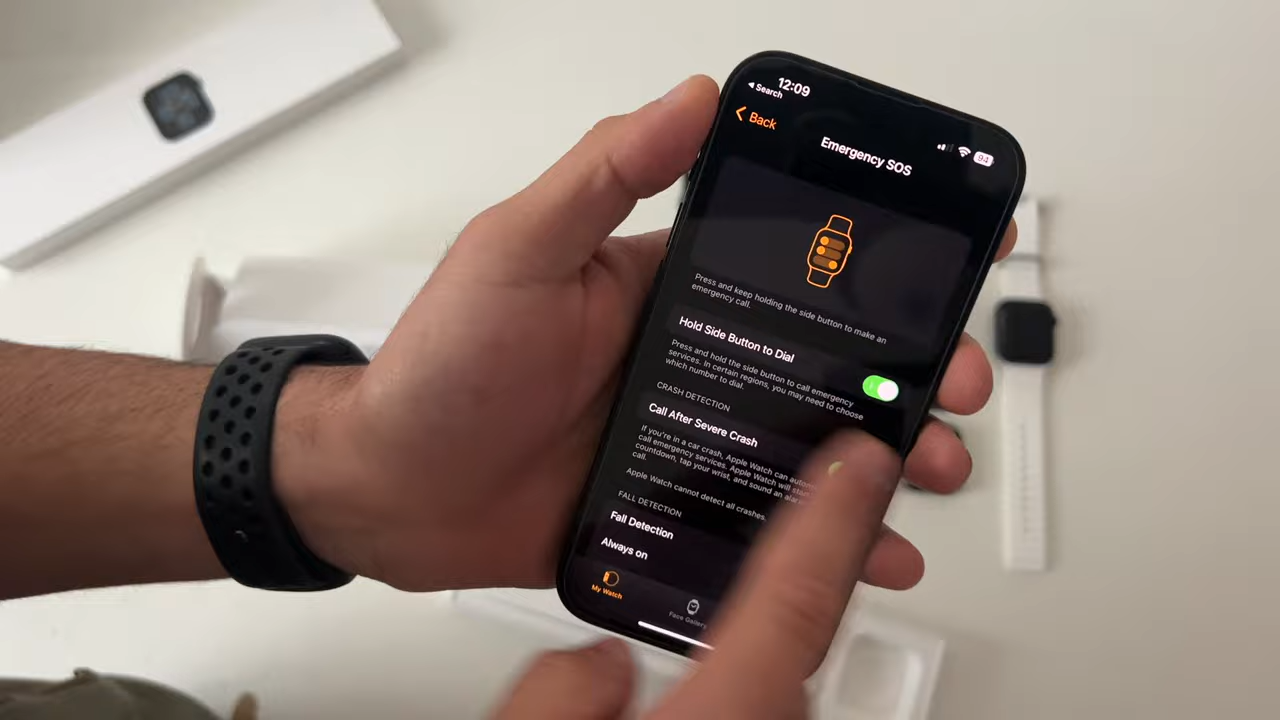 12:09
Search
94
Back
Emergency SOS
Press and keep holding the side button to make an
emergency call.
Hold Side Button to Dial
Press and hold the side button to call emergency
services. In certain regions, you may need to choose
which number to dial.
CRASH DETECTION
Call After Severe Crash
If you're in a car crash, Apple Watch can
call emergency services. Apple Watch will
countdown, tap your wrist, and sound an
call.
Apple Watch cannot detect all crashes.
FALL DETECTION
Fall Detection
Always on
My Watch
Face Gallery